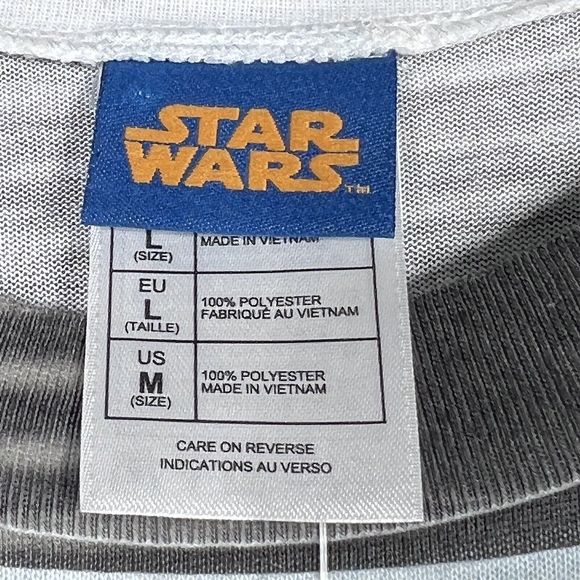 STAR
WARS
TM
L
(SIZE)
MADE IN VIETNAM
EU
L
(TAILLE)
100% POLYESTER
FABRIQUÉ AU VIETNAM
US
M
(SIZE)
100% POLYESTER
MADE IN VIETNAM
CARE ON REVERSE
INDICATIONS AU VERSO